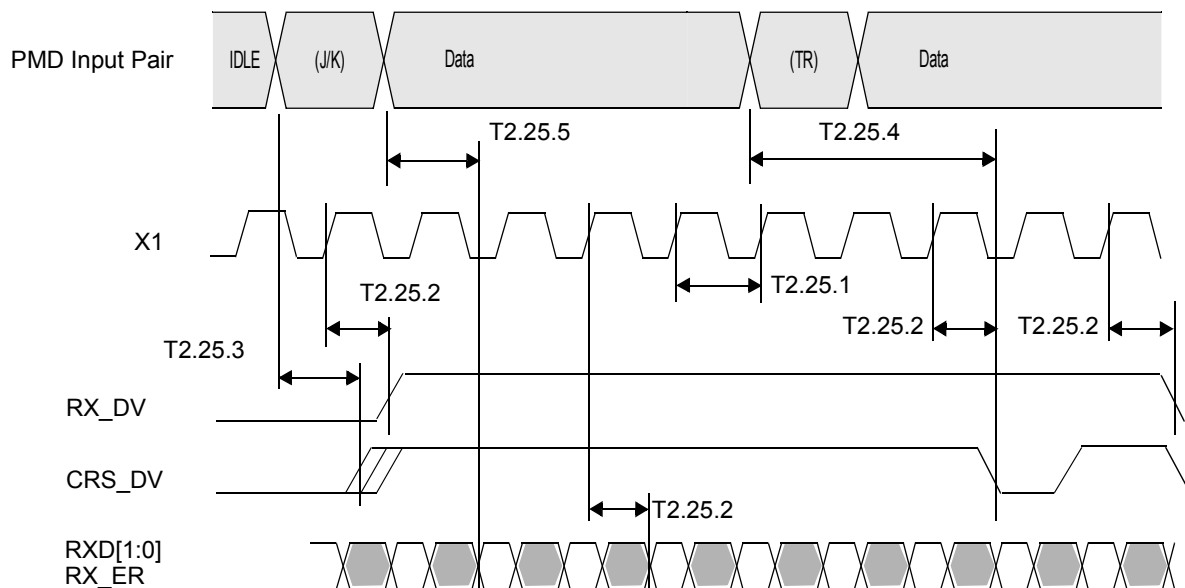 PMD Input Pair IDLE (J/K) Data (TR) Data
T2.25.5 T2.25.4
X1
T2.25.2 T2.25.1
T2.25.2 T2.25.2
T2.25.3
RX_DV
CRS_DV
T2.25.2
RXD[1:0]
RX_ER